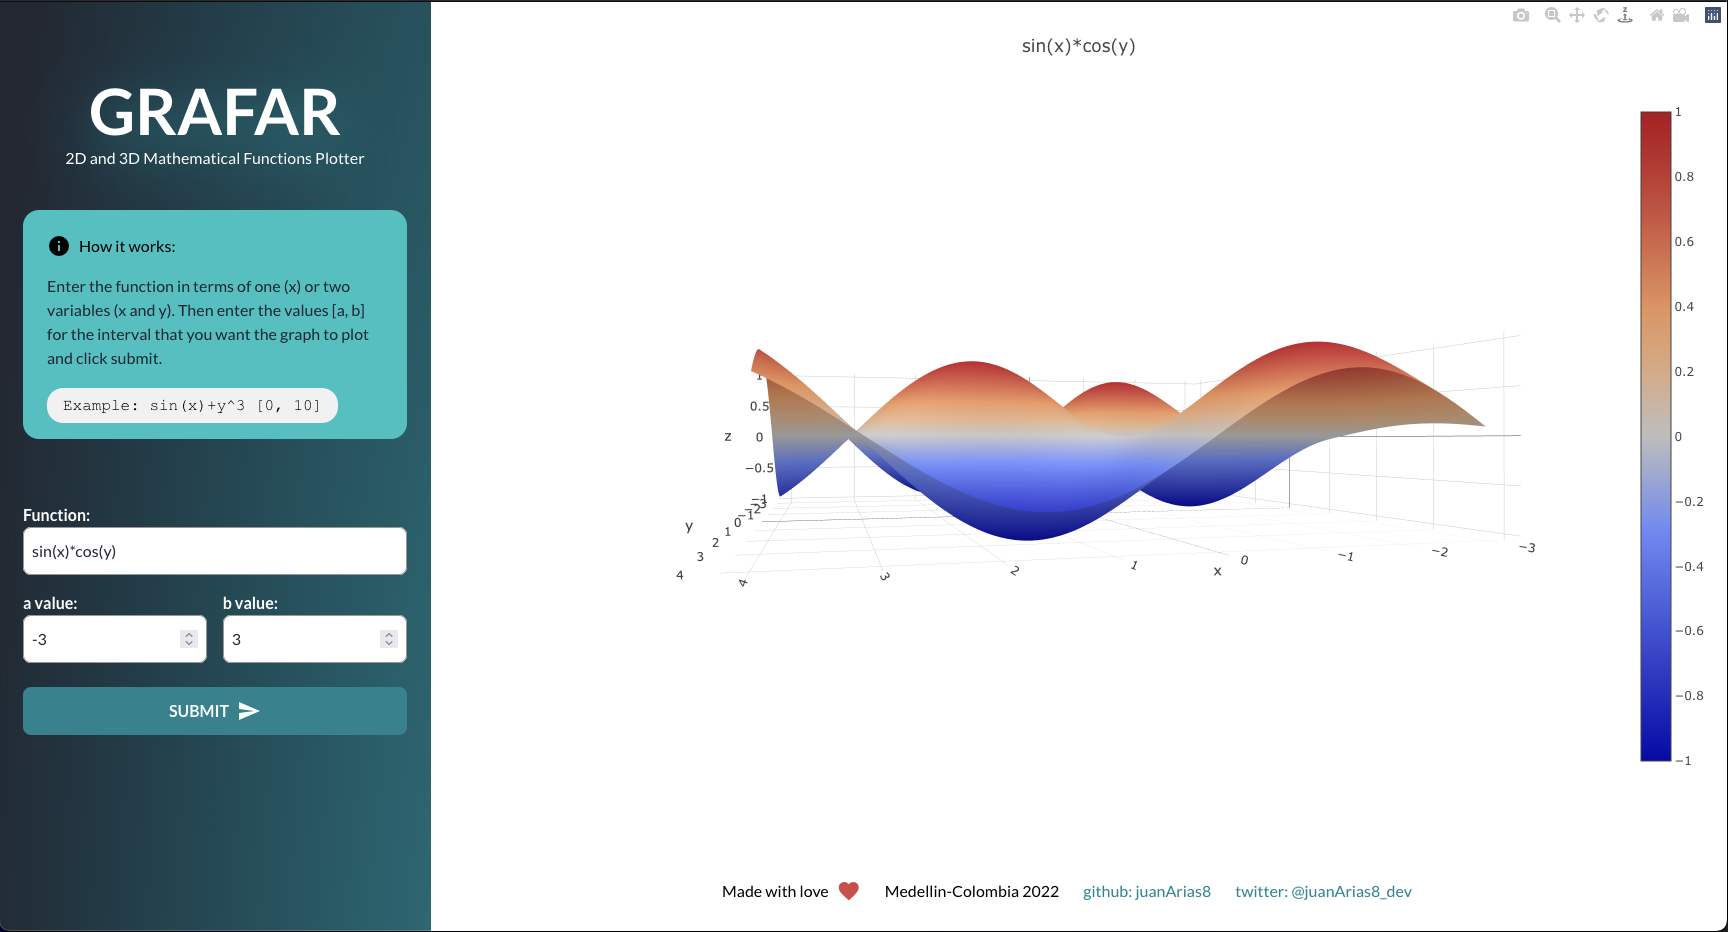 GRAFAR
2D and 3D Mathematical Functions Plotter
How it works:
Enter the function in terms of one (x) or two
variables (x and y). Then enter the values [a, b]
for the interval that you want the graph to plot
and click submit.
Example: sin(x)+y^3 [0, 10]
Function:
sin(x)*cos(y)
a value:
b value:
-3
3
SUBMIT
z
sin(x)*cos(y)
1
0.8
0.6
0.4
0.2
0
−0.2
−0.4
−0.6
−0.8
−1
1
0.5
0
−0.5
−1
z
−3
−2
−1
0
1
2
3
4
y
4
3
2
1
0
−1
−2
−3
x
Made with love
Medellin-Colombia 2022
github: juanArias8
twitter: @juanArias8_dev